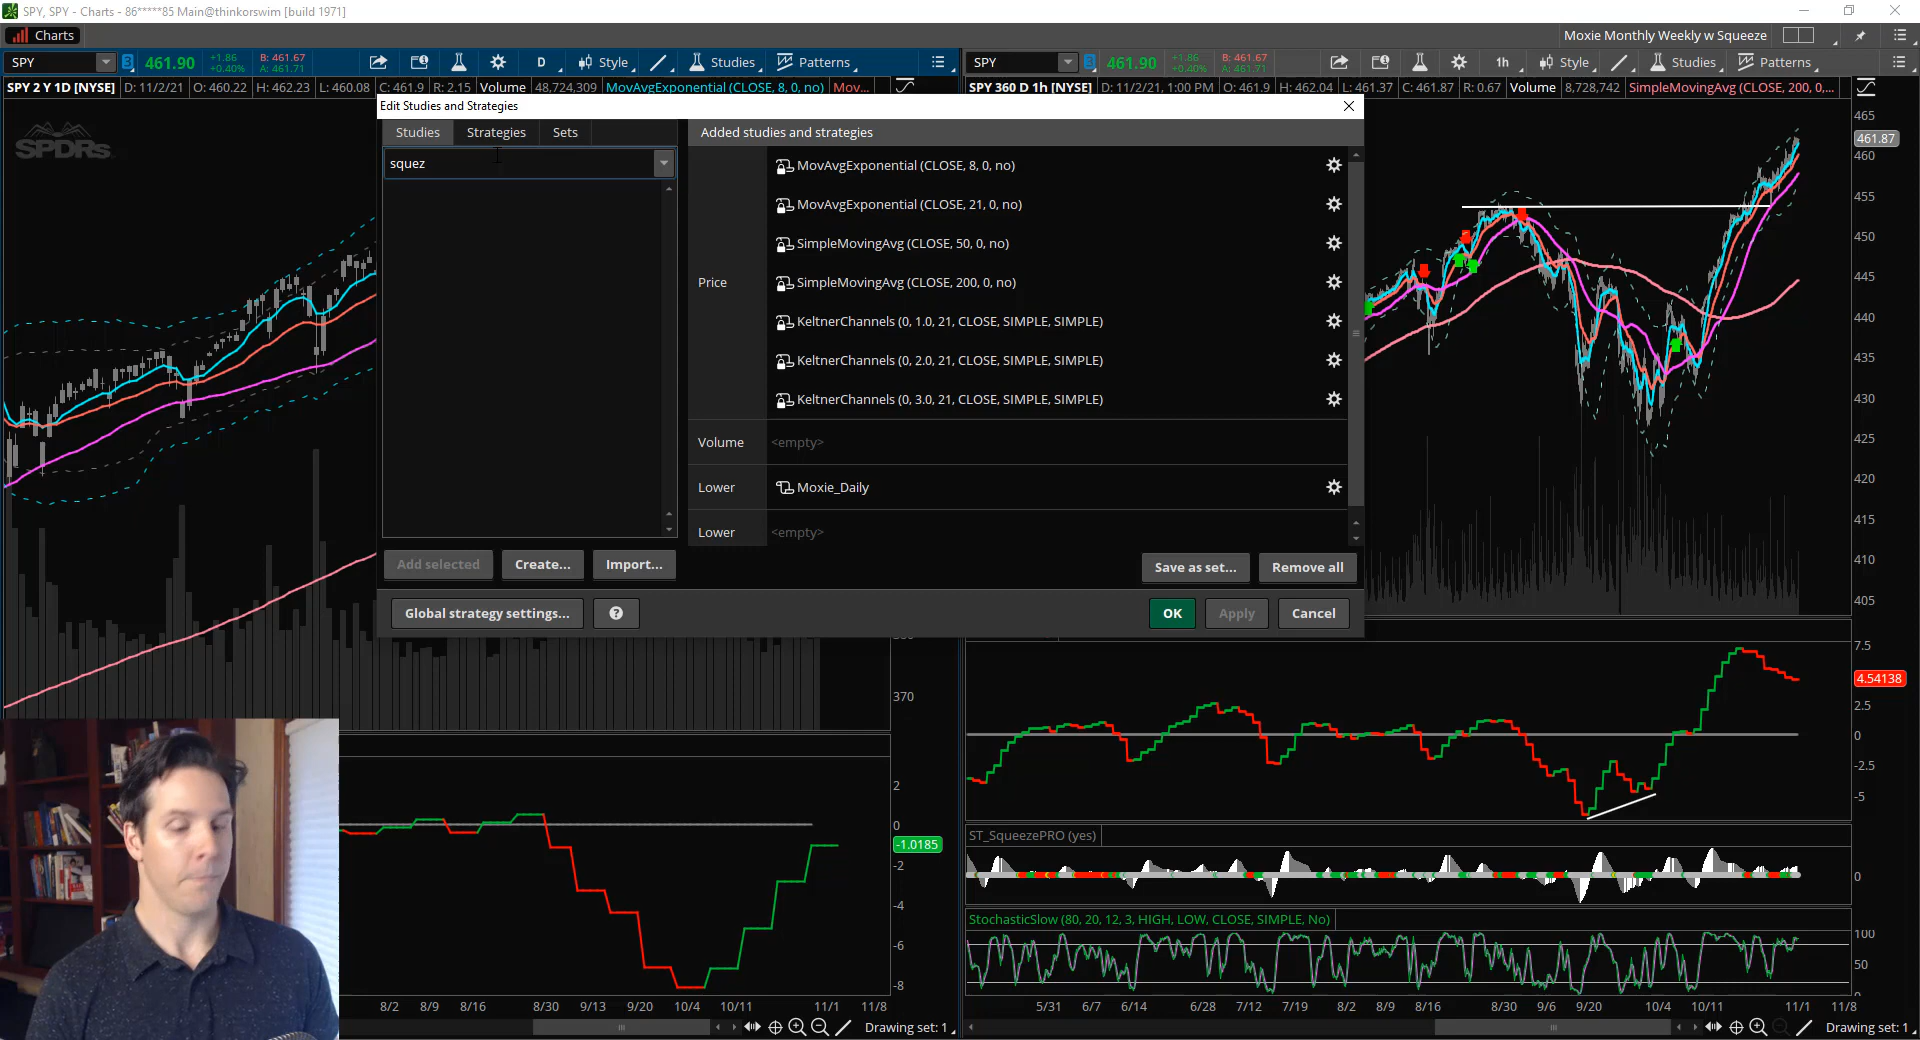 SPY, SPY - Charts - 86*****85 Main@thinkorswim [build 1971]
Charts
Moxie Monthly Weekly w Squeeze
SPY
3
461.90
+1.86
+0.40%
B: 461.67
A: 461.71
D
Style
Studies
Patterns
SPY
461.90
+1.86
+0.40%
B: 461.67
A: 461.71
1h
Style
Studies
Patterns
SPY 2 Y 1D [NYSE]
D: 11/2/21
O: 460.22
H: 462.23
L: 460.08
C: 461.9
R: 2.15
Volume
48,724,309
MovAvgExponential (CLOSE, 8, 0, no)
Mov...
SPY 360 D 1h [NYSE]
D: 11/2/21, 1:00 PM
O: 461.9
H: 462.04
L: 461.37
C: 461.87
R: 0.67
Volume
8,728,742
SimpleMovingAvg (CLOSE, 200, 0,...
SPDRs
Edit Studies and Strategies
Studies
Strategies
Sets
Added studies and strategies
squez
Price
MovAvgExponential (CLOSE, 8, 0, no)
MovAvgExponential (CLOSE, 21, 0, no)
SimpleMovingAvg (CLOSE, 50, 0, no)
SimpleMovingAvg (CLOSE, 200, 0, no)
KeltnerChannels (0, 1.0, 21, CLOSE, SIMPLE, SIMPLE)
KeltnerChannels (0, 2.0, 21, CLOSE, SIMPLE, SIMPLE)
KeltnerChannels (0, 3.0, 21, CLOSE, SIMPLE, SIMPLE)
Volume
<empty>
Lower
Moxie_Daily
Lower
<empty>
Add selected
Create...
Import...
Save as set...
Remove all
Global strategy settings...
?
OK
Apply
Cancel
465
461.87
460
455
450
445
440
435
430
425
420
415
410
405
370
7.5
4.54138
2.5
0
-2.5
-5
2
0
-1.0185
-2
-4
-6
-8
ST_SqueezePRO (yes)
0
StochasticSlow (80, 20, 12, 3, HIGH, LOW, CLOSE, SIMPLE, No)
100
50
8/2 8/9 8/16 8/30 9/13 9/20 10/4 10/11 11/1 11/8
5/31 6/7 6/14 6/28 7/12 7/19 8/2 8/9 8/16 8/30 9/6 9/20 10/4 10/11 11/1 11/8
Drawing set: 1
Drawing set: 1